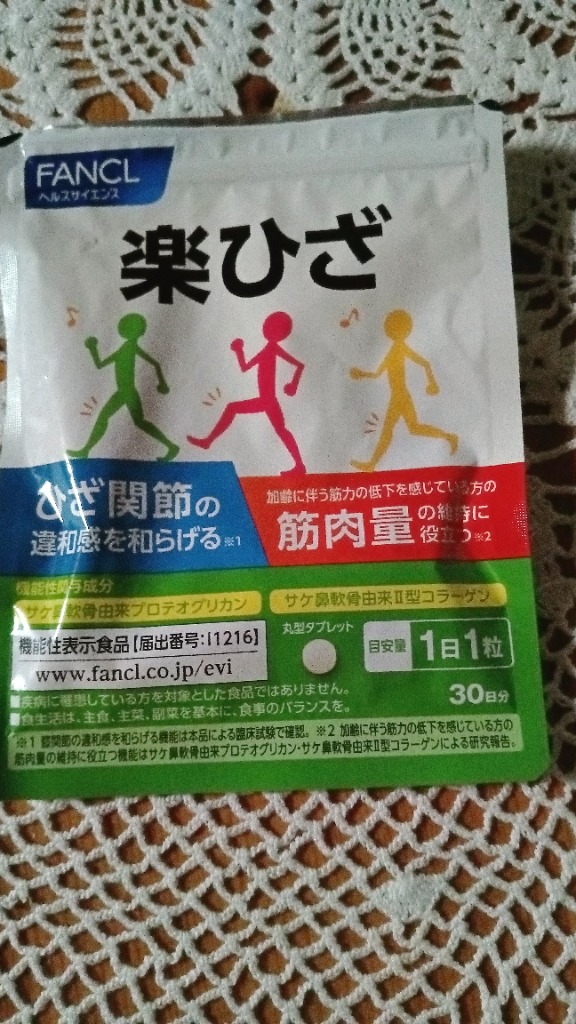 FANCL
ヘルスサイエンス
楽ひざ
ひざ関節の
違和感を和らげる※1
加齢に伴う筋力の低下を感じている方の
筋肉量の維持に
役立つ※2
機能性関与成分
サケ鼻軟骨由来プロテオグリカン
サケ鼻軟骨由来Ⅱ型コラーゲン
機能性表示食品【届出番号:I1216】
www.fancl.co.jp/evi
丸型タブレット
目安量 1日1粒
30日分
■疾病に罹患している方を対象とした食品ではありません。
■食生活は、主食、主菜、副菜を基本に、食事のバランスを。
※1 膝関節の違和感を和らげる機能は本品による臨床試験で確認。※2 加齢に伴う筋力の低下を感じている方の
筋肉量の維持に役立つ機能はサケ鼻軟骨由来プロテオグリカン・サケ鼻軟骨由来Ⅱ型コラーゲンによる研究報告。